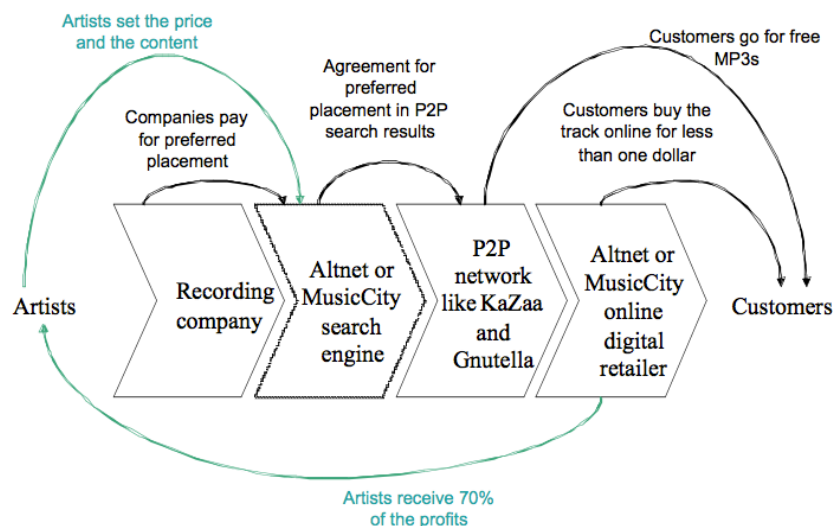 Artists set the price
and the content
Customers go for free
MP3s
Agreement for
preferred
placement in P2P
search results
Companies pay
for preferred
placement
Customers buy the
track online for less
than one dollar
Artists
Recording
company
Altnet or
MusicCity
search
engine
P2P
network
like KaZaa
and
Gnutella
Altnet or
MusicCity
online
digital
retailer
Customers
Artists receive 70%
of the profits